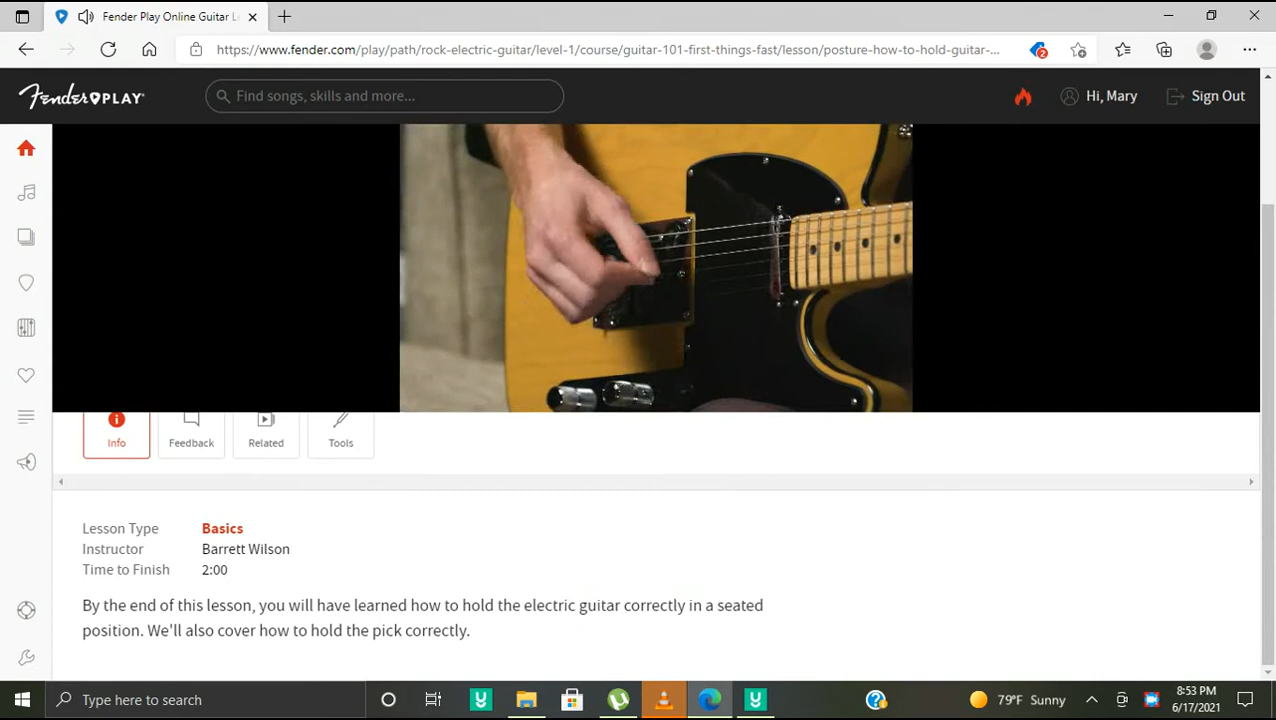 Fender Play Online Guitar Le
https://www.fender.com/play/path/rock-electric-guitar/level-1/course/guitar-101-first-things-fast/lesson/posture-how-to-hold-guitar-...
2
Fender PLAY
Find songs, skills and more...
Hi, Mary
Sign Out
Info
Feedback
Related
Tools
Lesson Type Basics
Instructor Barrett Wilson
Time to Finish 2:00
By the end of this lesson, you will have learned how to hold the electric guitar correctly in a seated
position. We'll also cover how to hold the pick correctly.
Type here to search
79°F Sunny
8:53 PM
6/17/2021